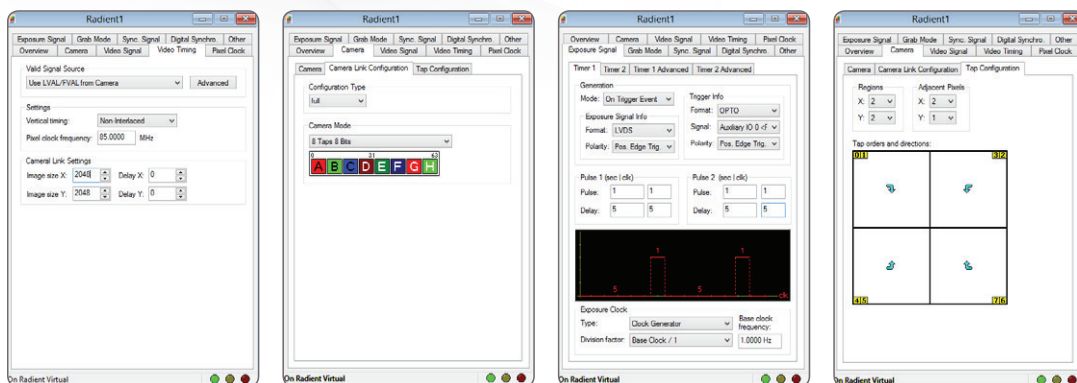 Radient1
Exposure Signal Grab Mode Sync. Signal Digital Synchro. Other
Overview Camera Video Signal Video Timing Pixel Clock
Valid Signal Source
Use LVAL/FVAL from Camera Advanced
Settings
Vertical timing: Non-Interlaced
Pixel clock frequency: 85.0000 MHz
CameraI Link Settings
Image size X: 2048 Delay X: 0
Image size Y: 2048 Delay Y: 0
On Radient Virtual
Radient1
Exposure Signal Grab Mode Sync. Signal Digital Synchro. Other
Overview Camera Video Signal Video Timing Pixel Clock
Camera Camera Link Configuration Tap Configuration
Configuration Type
full
Camera Mode
8 Taps 8 Bits
0 31 63
A B C D E F G H
On Radient Virtual
Radient1
Overview Camera Video Signal Video Timing Pixel Clock
Exposure Signal Grab Mode Sync. Signal Digital Synchro. Other
Timer 1 Timer 2 Timer 1 Advanced Timer 2 Advanced
Generation
Mode: On Trigger Event
Exposure Signal Info
Format: LVDS
Polarity: Pos. Edge Trig.
Trigger Info
Format: OPTO
Signal: Auxiliary IO 0 <F
Polarity: Pos. Edge Trig.
Pulse 1 (sec | clk)
Pulse: 1 1
Delay: 5 5
Pulse 2 (sec | clk)
Pulse: 1 1
Delay: 5 5
1 1
5 5
clk
Exposure Clock
Type: Clock Generator
Division factor: Base Clock / 1
Base clock
frequency:
1.0000 Hz
On Radient Virtual
Radient1
Exposure Signal Grab Mode Sync. Signal Digital Synchro. Other
Overview Camera Video Signal Video Timing Pixel Clock
Camera Camera Link Configuration Tap Configuration
Regions
X: 2
Y: 2
Adjacent Pixels
X: 2
Y: 1
Tap orders and directions:
0 1 3 2
4 5 7 6
On Radient Virtual